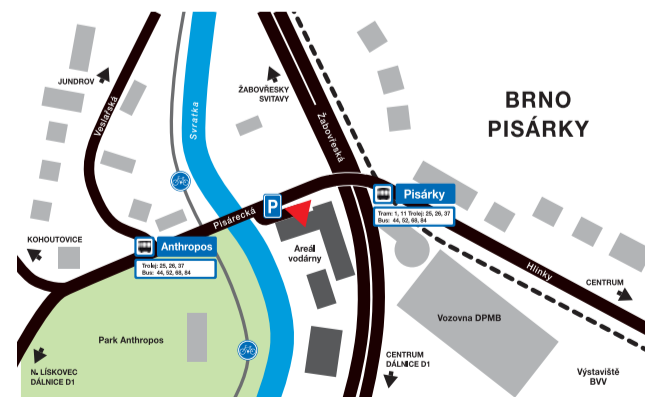 JUNDROV
Veslařská
Svratka
ŽABOVŘESKY
SVITAVY
Žabovřeská
BRNO
PISÁRKY
P
Pisárecká
Pisárky
Tram: 1, 11 Trolej: 25, 26, 37
Bus: 44, 52, 68, 84
KOHOUTOVICE
Anthropos
Trolej: 25, 26, 37
Bus: 44, 52, 68, 84
Areál
vodárny
Hlinky
CENTRUM
Vozovna DPMB
Park Anthropos
N. LÍSKOVEC
DÁLNICE D1
CENTRUM
DÁLNICE D1
Výstaviště
BVV